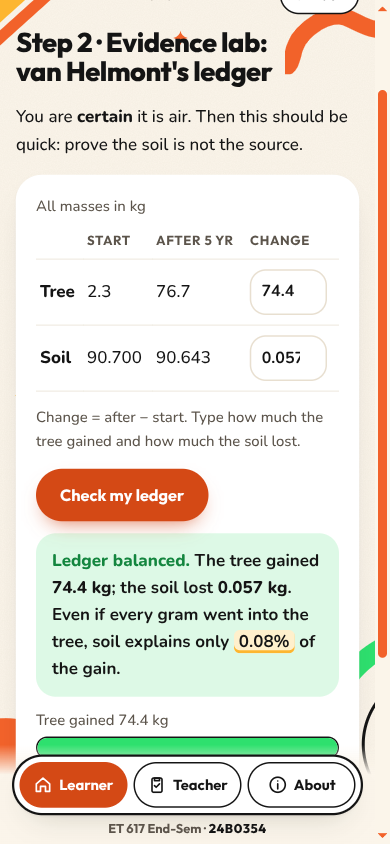 Step 2 · Evidence lab:
van Helmont's ledger
You are certain it is air. Then this should be
quick: prove the soil is not the source.
All masses in kg
START AFTER 5 YR CHANGE
Tree 2.3 76.7 74.4
Soil 90.700 90.643 0.057
Change = after − start. Type how much the
tree gained and how much the soil lost.
Check my ledger
Ledger balanced. The tree gained
74.4 kg; the soil lost 0.057 kg.
Even if every gram went into the
tree, soil explains only 0.08% of
the gain.
Tree gained 74.4 kg
Learner Teacher About
ET 617 End-Sem · 24B0354